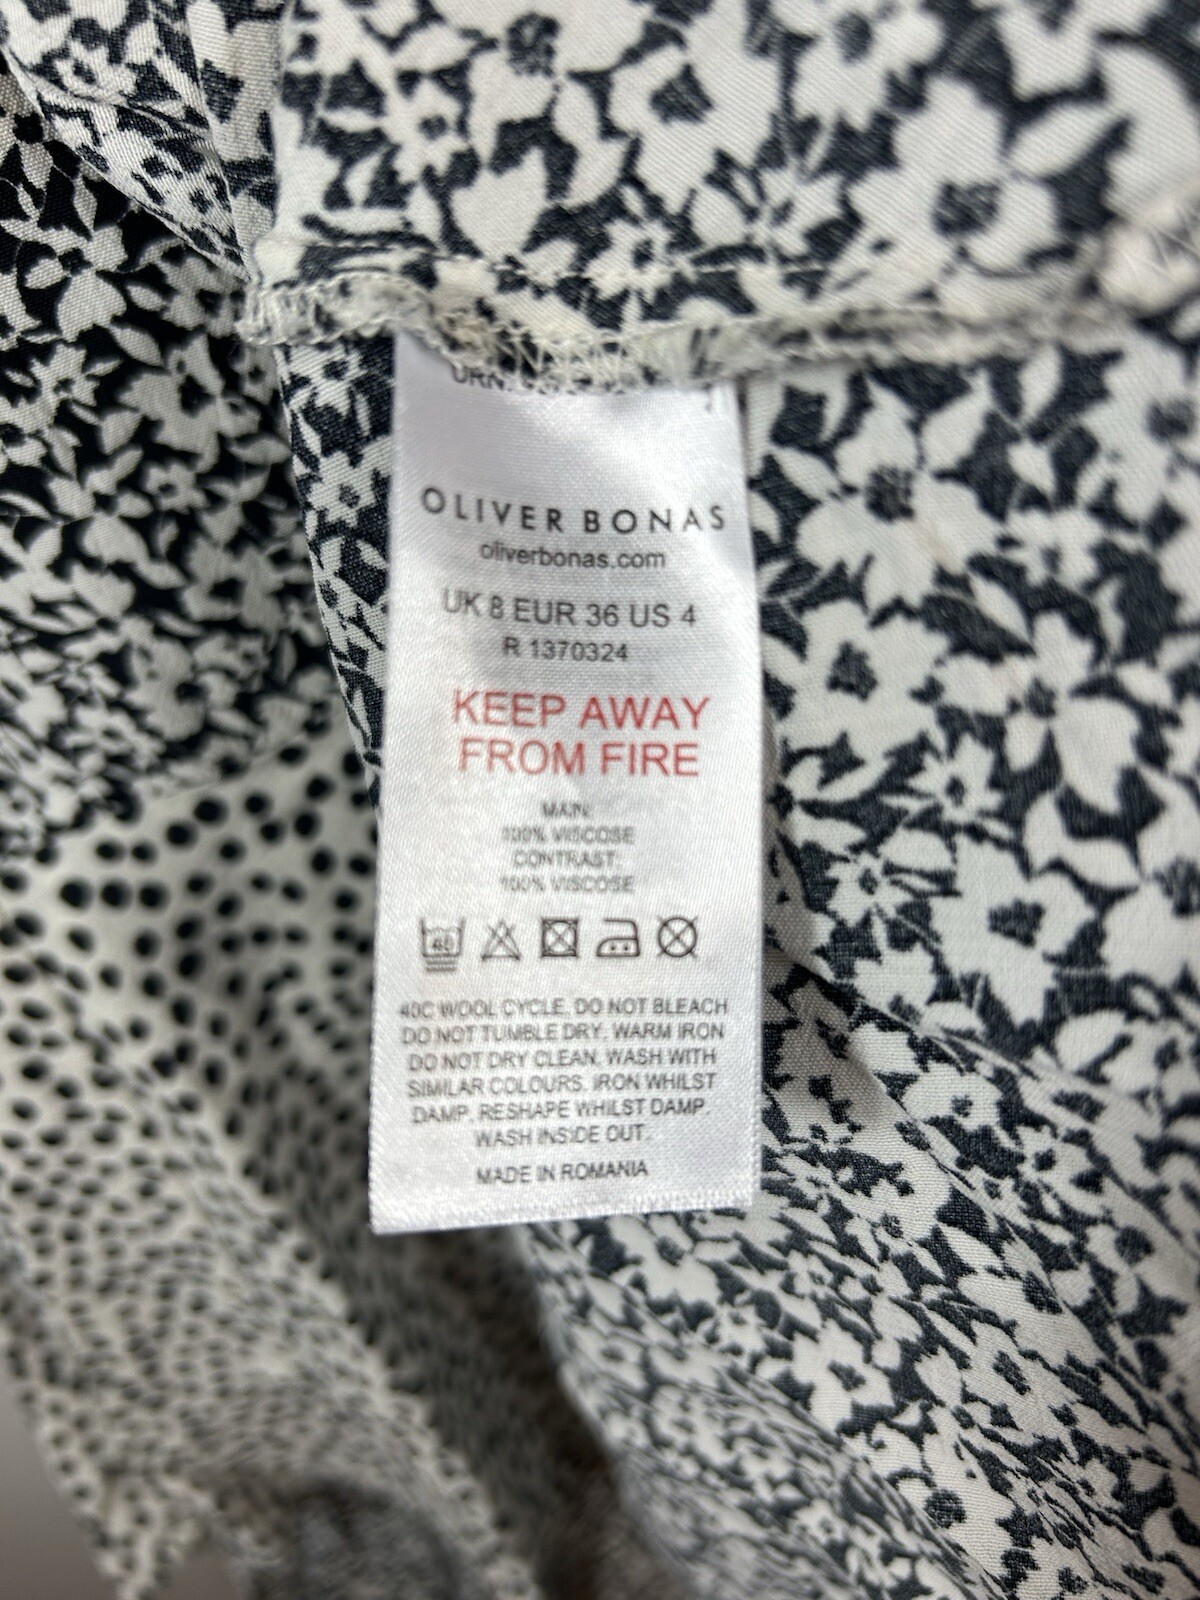 OLIVER BONAS
oliverbonas.com
UK 8 EUR 36 US 4
R 1370324
KEEP AWAY
FROM FIRE
MAIN:
100% VISCOSE
CONTRAST:
100% VISCOSE
40
40C WOOL CYCLE. DO NOT BLEACH
DO NOT TUMBLE DRY. WARM IRON
DO NOT DRY CLEAN. WASH WITH
SIMILAR COLOURS. IRON WHILST
DAMP. RESHAPE WHILST DAMP.
WASH INSIDE OUT.
MADE IN ROMANIA